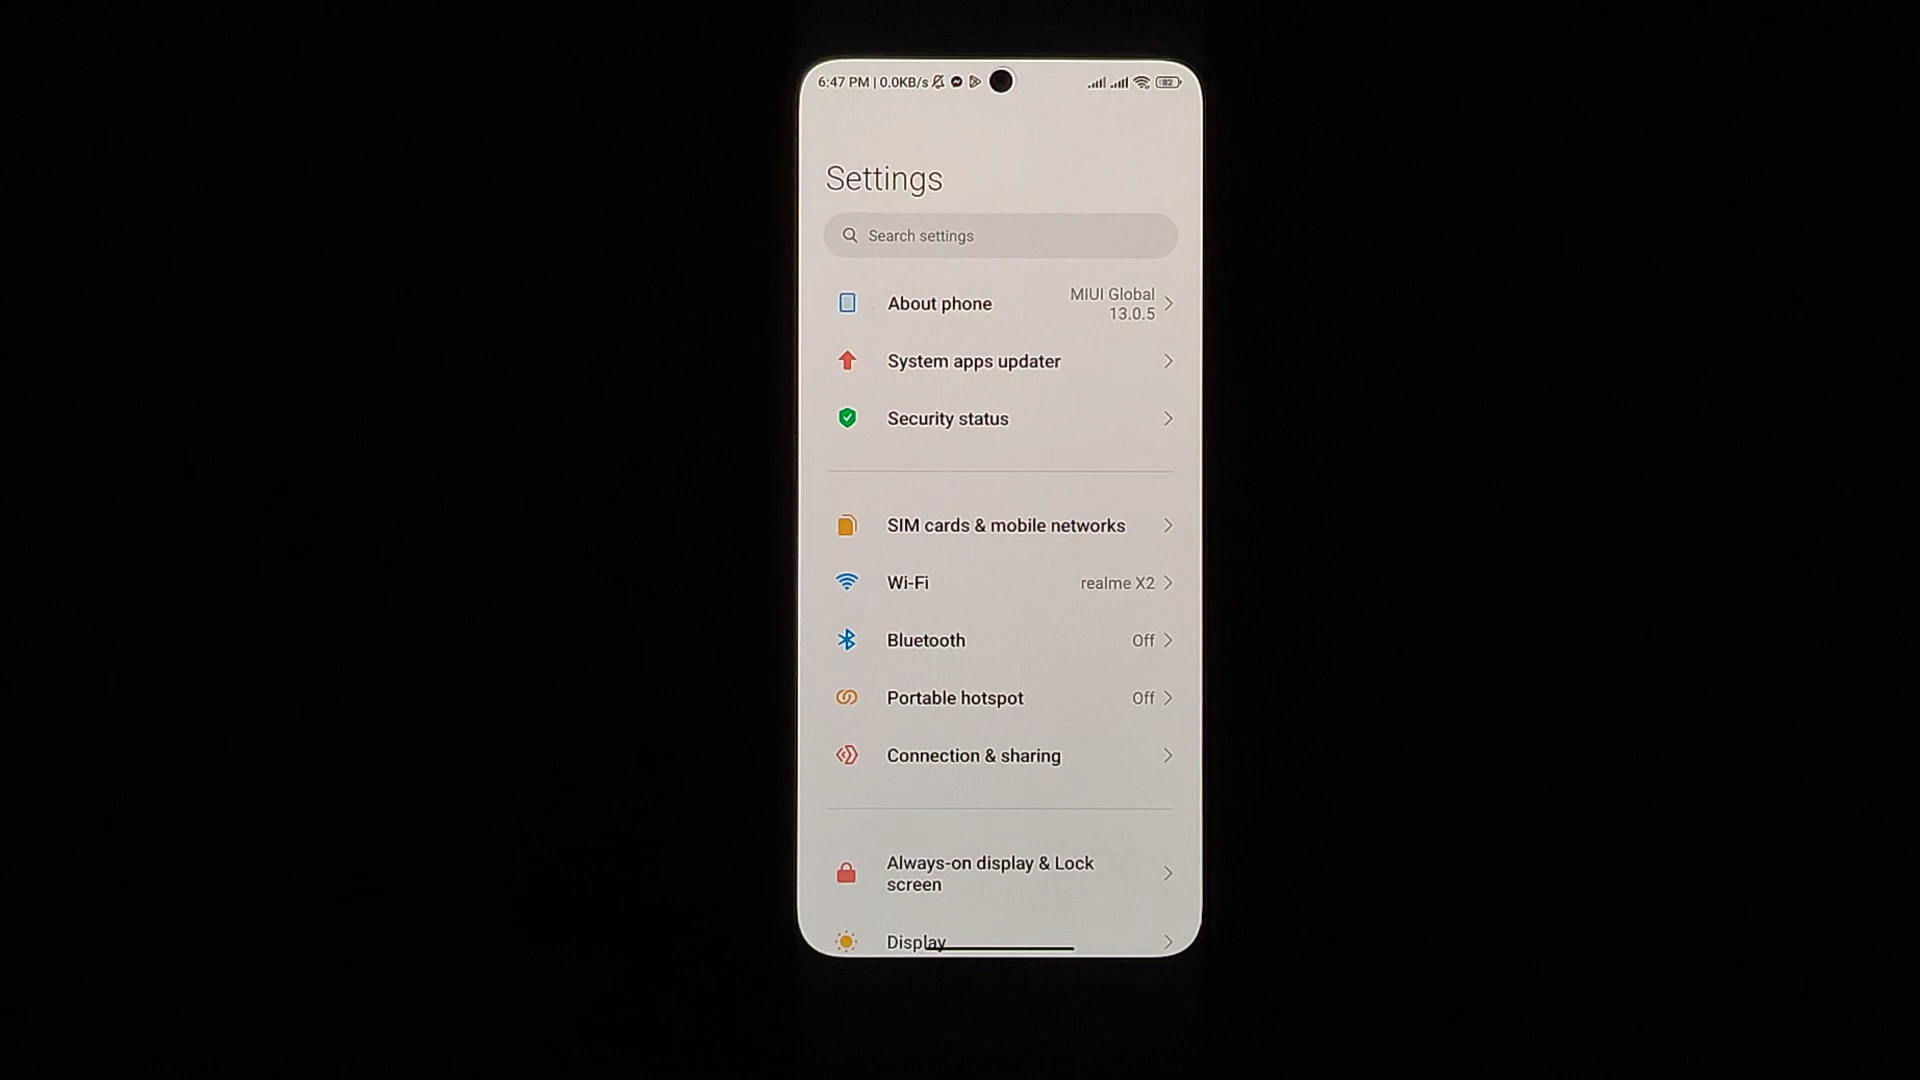 6:47 PM | 0.0KB/s
82
Settings
Search settings
About phone
MIUI Global
13.0.5
System apps updater
Security status
SIM cards & mobile networks
Wi-Fi
realme X2
Bluetooth
Off
Portable hotspot
Off
Connection & sharing
Always-on display & Lock
screen
Display